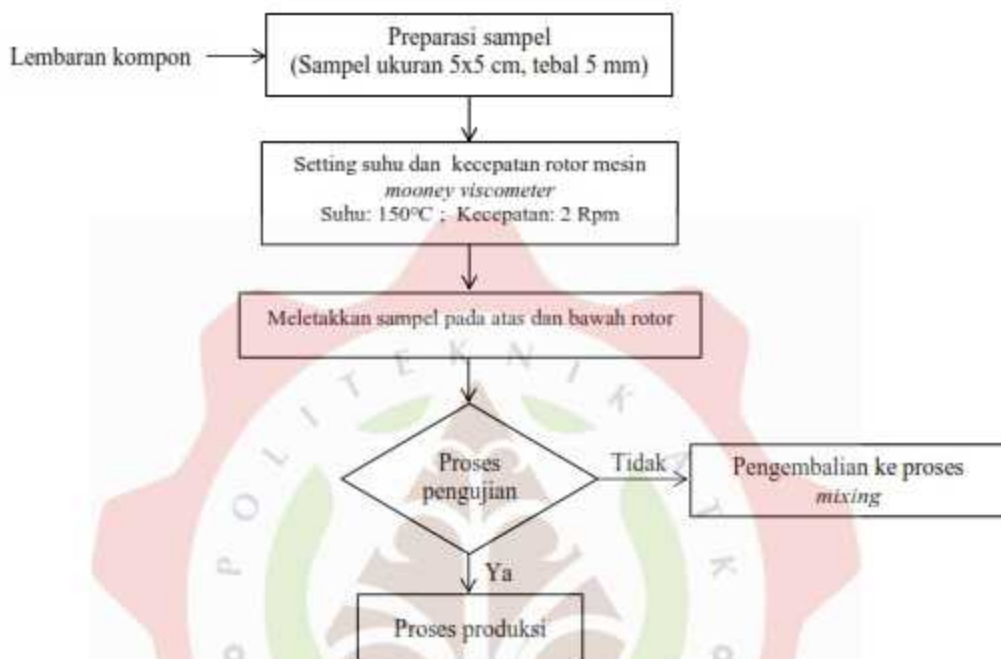 Lembaran kompon
Preparasi sampel
(Sampel ukuran 5x5 cm, tebal 5 mm)
Setting suhu dan kecepatan rotor mesin
mooney viscometer
Suhu: 150°C ; Kecepatan: 2 Rpm
Meletakkan sampel pada atas dan bawah rotor
Proses
pengujian
Tidak
Pengembalian ke proses
mixing
Ya
Proses produksi
POLITEKNIK ATK